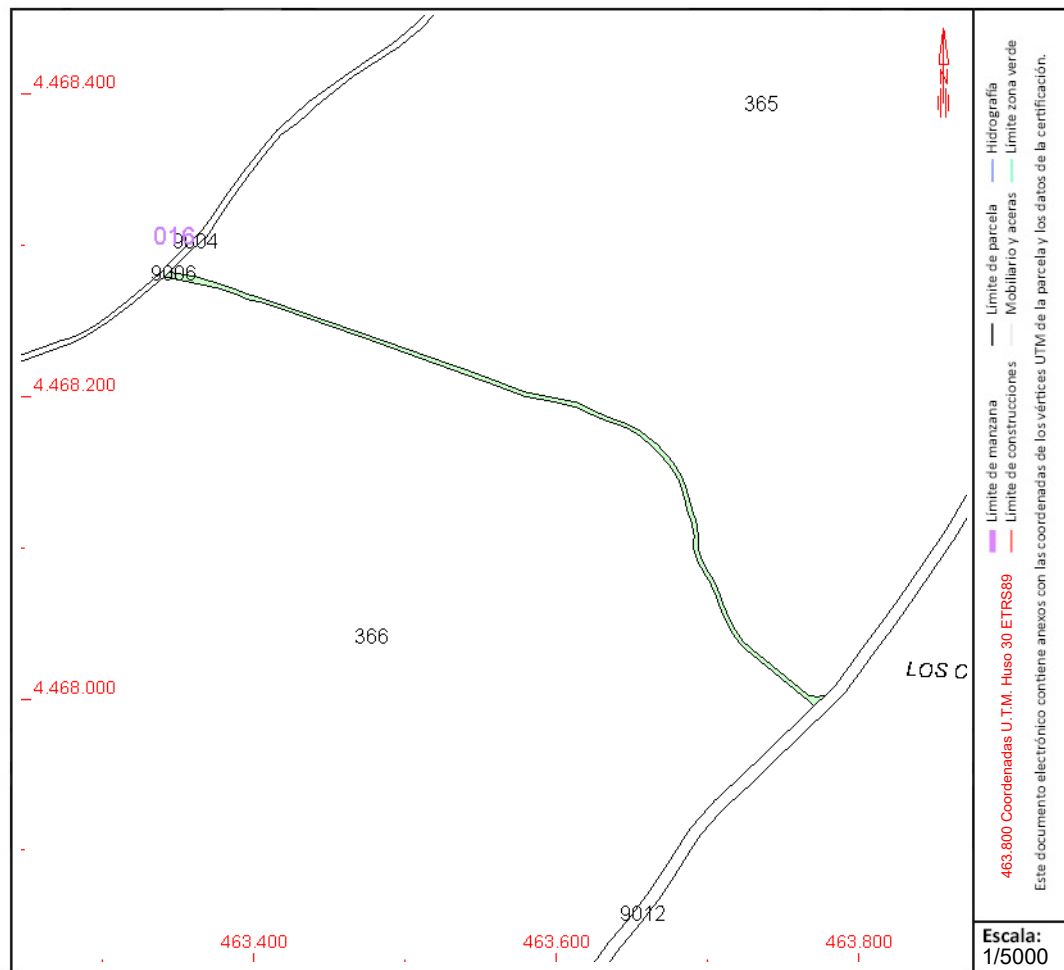 4.468.400
365
016
9004
9006
4.468.200
366
4.468.000
LOS C
9012
463.400
463.600
463.800
N
Límite de manzana
Límite de parcela
Hidrografía
Límite de construcciones
Mobiliario y aceras
Límite zona verde
463.800 Coordenadas U.T.M. Huso 30 ETRS89
Este documento electrónico contiene anexos con las coordenadas de los vértices UTM de la parcela y los datos de la certificación.
Escala:
1/5000